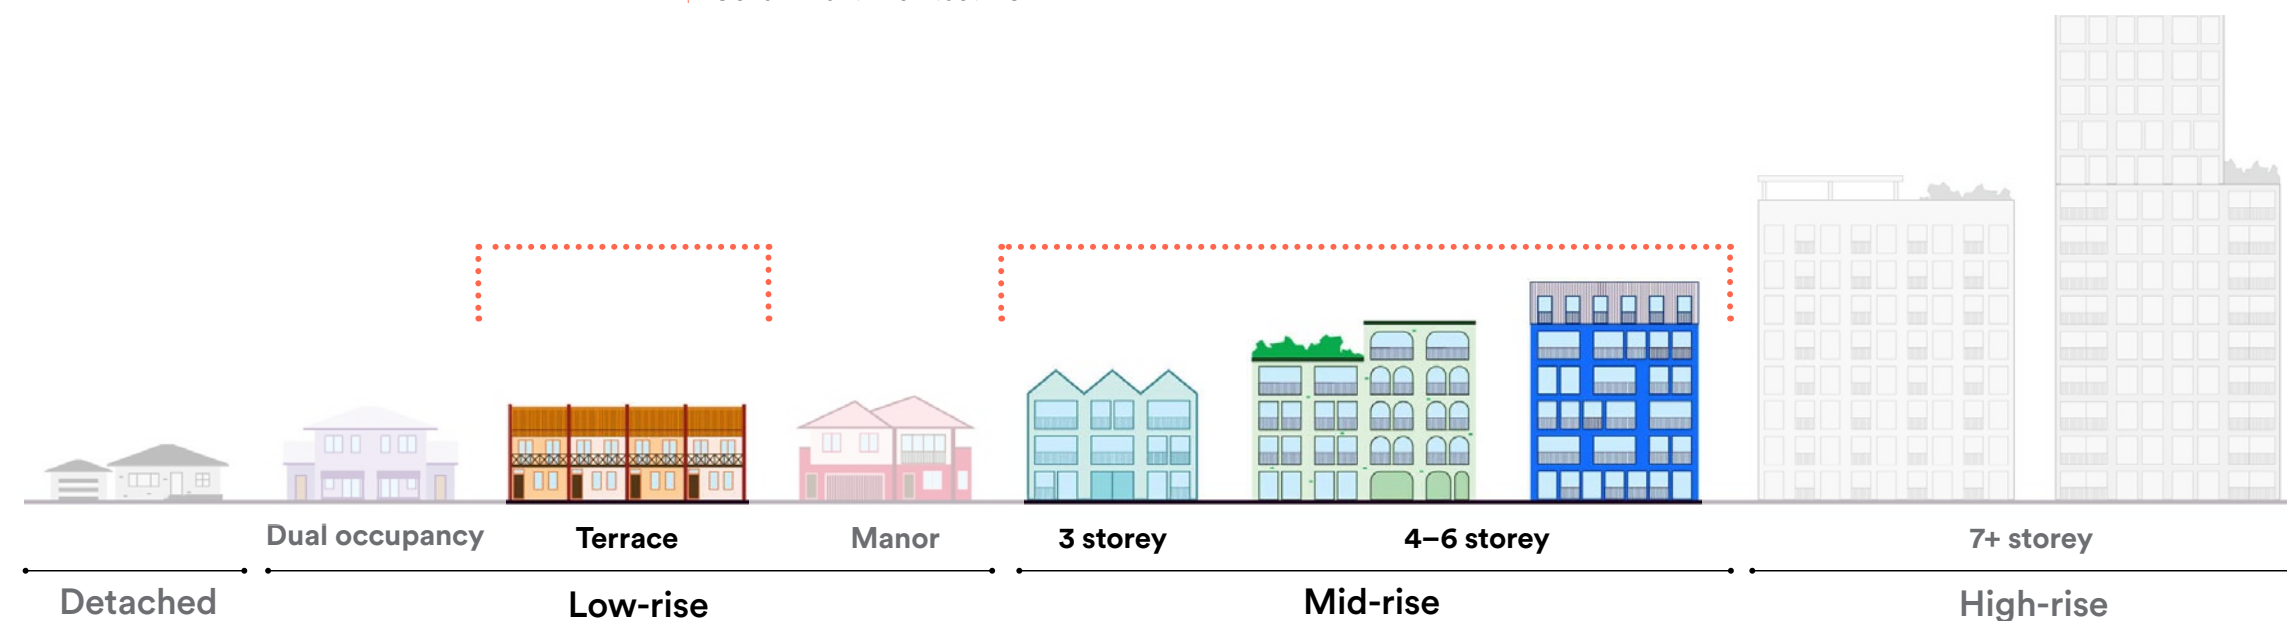 Dual occupancy
Terrace
Manor
3 storey
4–6 storey
7+ storey
Detached
Low-rise
Mid-rise
High-rise